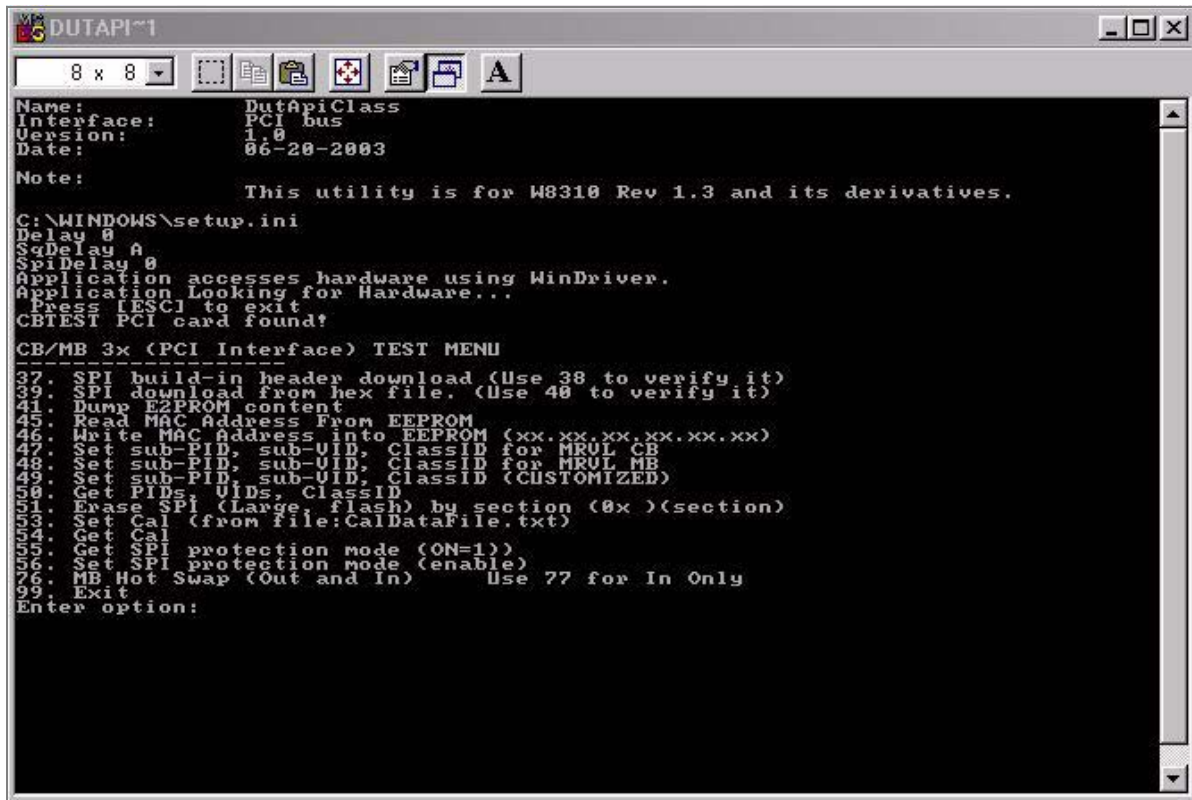 DUTAPI~1
8 x 8
A
Name: DutApiClass
Interface: PCI bus
Version: 1.0
Date: 06-20-2003
Note:
This utility is for W8310 Rev 1.3 and its derivatives.
C:\WINDOWS\setup.ini
Delay 0
SqDelay A
SpiDelay 0
Application accesses hardware using WinDriver.
Application Looking for Hardware...
Press [ESC] to exit
CBTEST PCI card found!
CB/MB 3x (PCI Interface) TEST MENU
---------------------
37. SPI build-in header download (Use 38 to verify it)
39. SPI download from hex file. (Use 40 to verify it)
41. Dump E2PROM content
45. Read MAC Address From EEPROM
46. Write MAC Address into EEPROM (xx.xx.xx.xx.xx.xx)
47. Set sub-PID, sub-VID, ClassID for MRVL CB
48. Set sub-PID, sub-VID, ClassID for MRVL MB
49. Set sub-PID, sub-VID, ClassID (CUSTOMIZED)
50. Get PIDs, VIDs, ClassID
51. Erase SPI (Large, flash) by section (0x )(section)
53. Set Cal (from file:CalDataFile.txt)
54. Get Cal
55. Get SPI protection mode (ON=1))
56. Set SPI protection mode (enable)
76. MB Hot Swap (Out and In) Use 77 for In Only
99. Exit
Enter option: